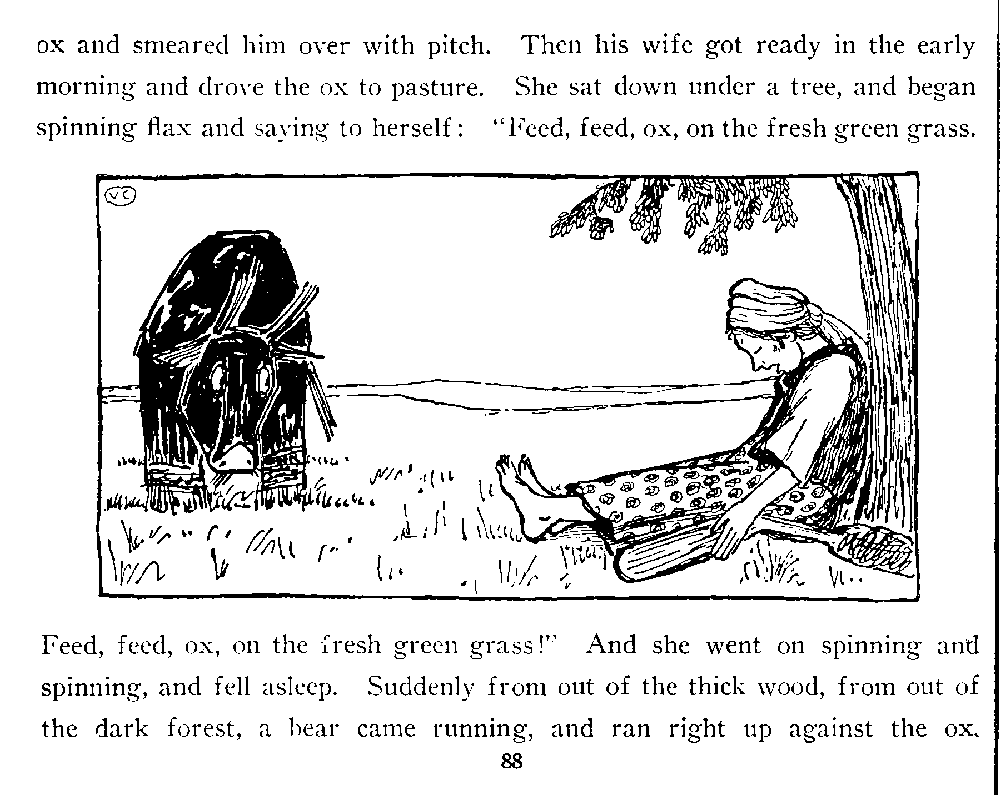 ox and smeared him over with pitch. Then his wife got ready in the early
morning and drove the ox to pasture. She sat down under a tree, and began
spinning flax and saying to herself: "Feed, feed, ox, on the fresh green grass.
VC
Feed, feed, ox, on the fresh green grass!" And she went on spinning and
spinning, and fell asleep. Suddenly from out of the thick wood, from out of
the dark forest, a bear came running, and ran right up against the ox.
88